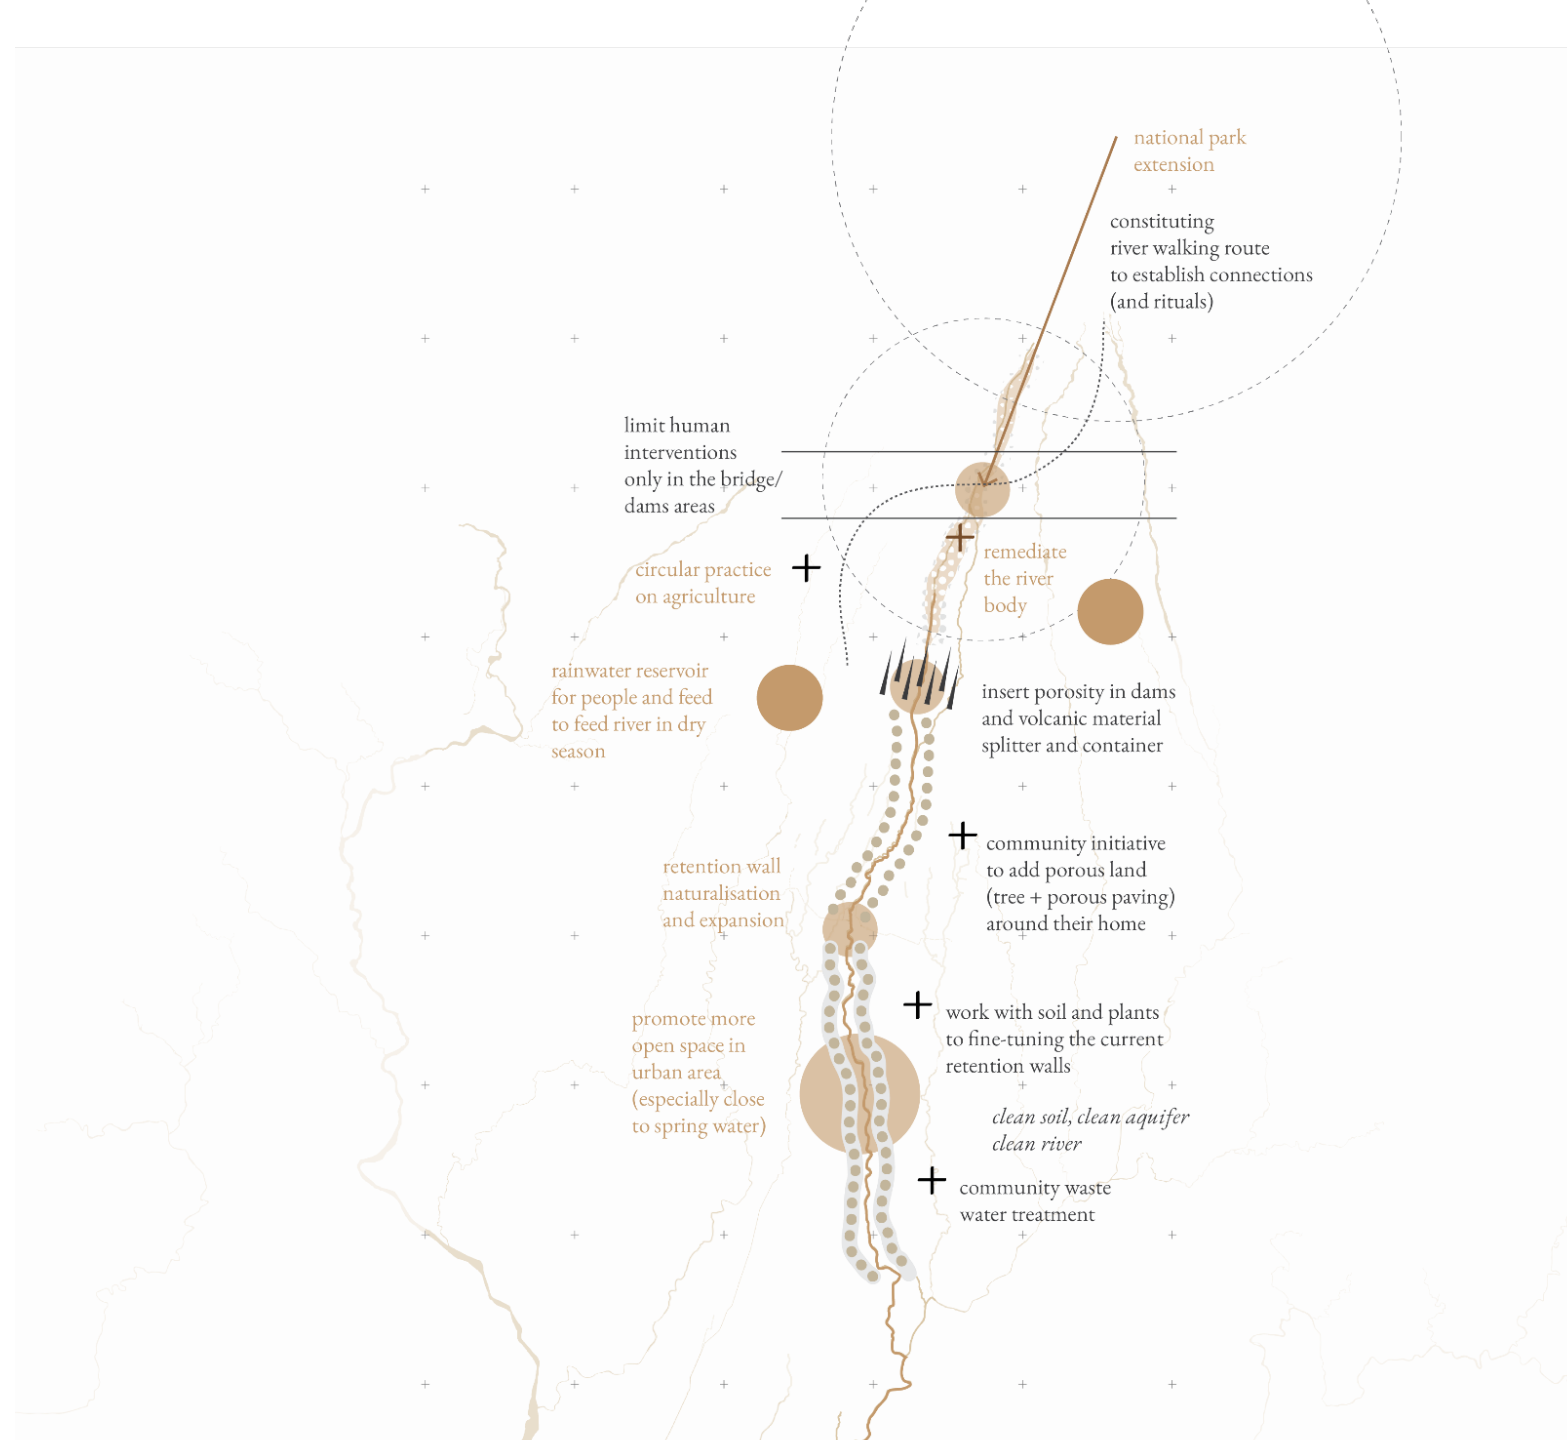 national park
extension
constituting
river walking route
to establish connections
(and rituals)
limit human
interventions
only in the bridge/
dams areas
remediate
the river
body
circular practice
on agriculture
rainwater reservoir
for people and feed
to feed river in dry
season
insert porosity in dams
and volcanic material
splitter and container
community initiative
to add porous land
(tree + porous paving)
around their home
retention wall
naturalisation
and expansion
work with soil and plants
to fine-tuning the current
retention walls
promote more
open space in
urban area
(especially close
to spring water)
clean soil, clean aquifer
clean river
community waste
water treatment